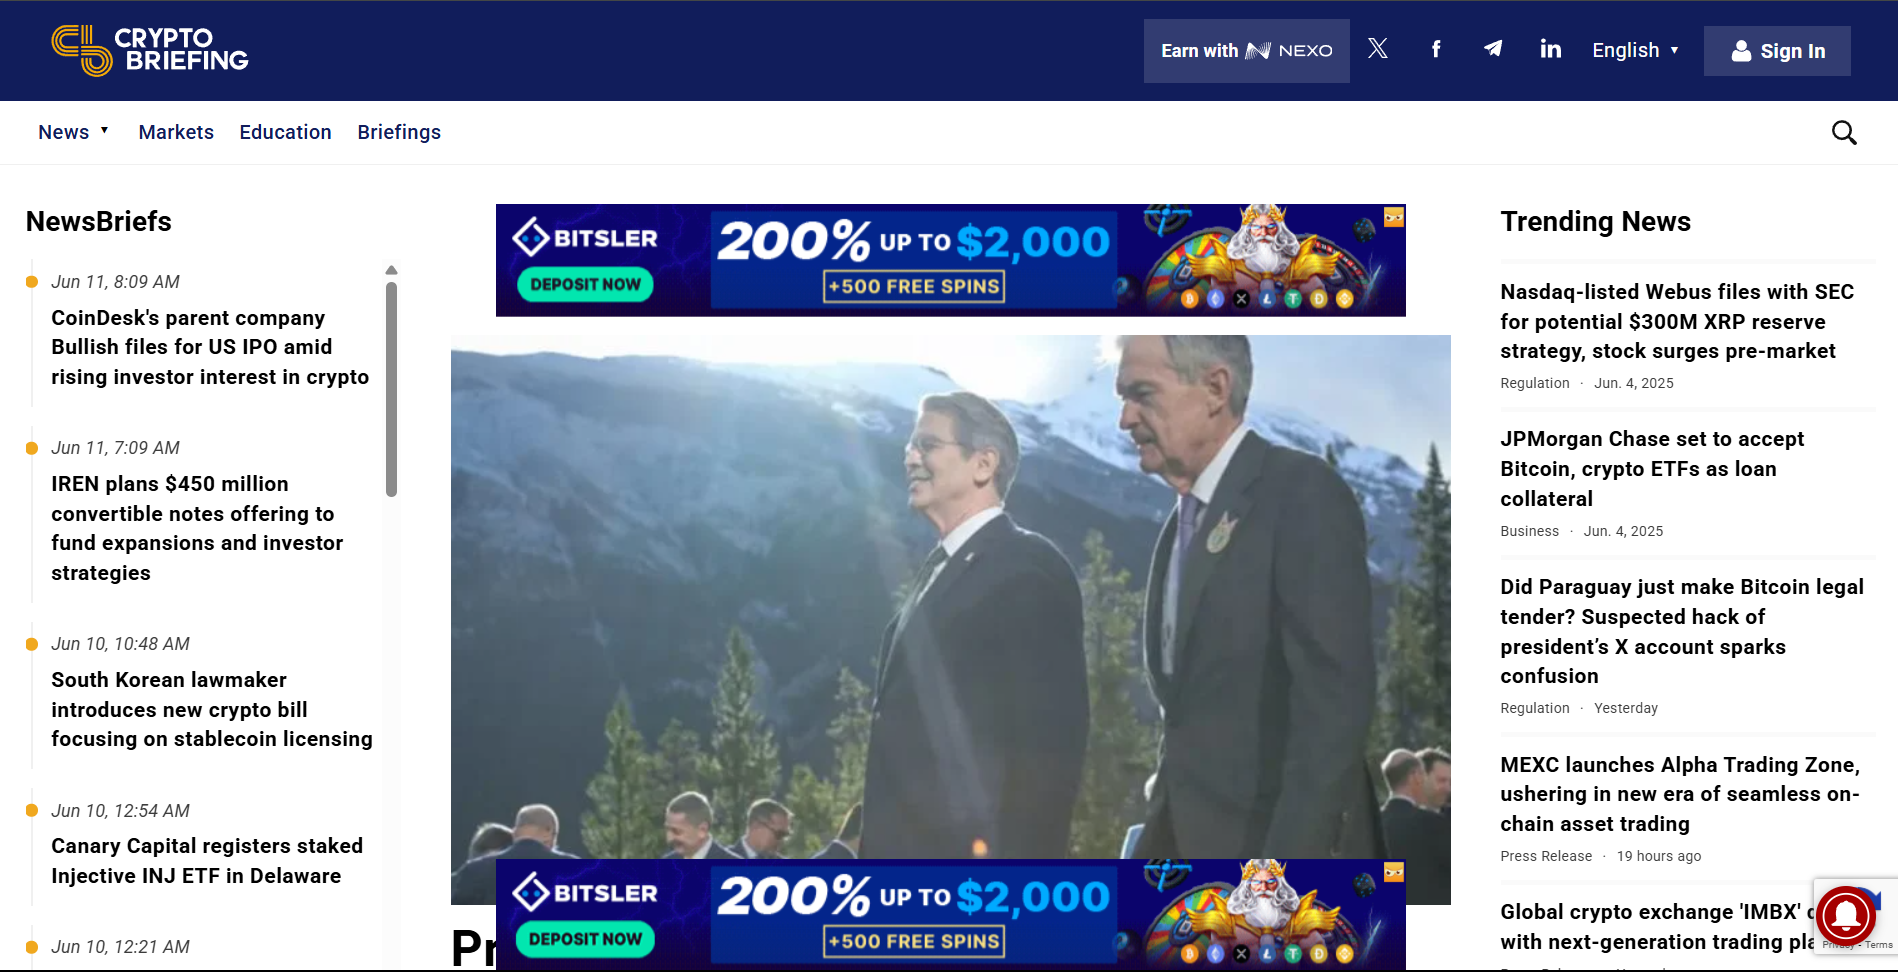 CRYPTO
BRIEFING
Earn with NEXO
English
Sign In
News
Markets
Education
Briefings
NewsBriefs
Jun 11, 8:09 AM
CoinDesk's parent company
Bullish files for US IPO amid
rising investor interest in crypto
Jun 11, 7:09 AM
IREN plans $450 million
convertible notes offering to
fund expansions and investor
strategies
Jun 10, 10:48 AM
South Korean lawmaker
introduces new crypto bill
focusing on stablecoin licensing
Jun 10, 12:54 AM
Canary Capital registers staked
Injective INJ ETF in Delaware
Jun 10, 12:21 AM
BITSLER
DEPOSIT NOW
200% UP TO $2,000
+500 FREE SPINS
BITSLER
DEPOSIT NOW
200% UP TO $2,000
+500 FREE SPINS
Trending News
Nasdaq-listed Webus files with SEC
for potential $300M XRP reserve
strategy, stock surges pre-market
Regulation · Jun. 4, 2025
JPMorgan Chase set to accept
Bitcoin, crypto ETFs as loan
collateral
Business · Jun. 4, 2025
Did Paraguay just make Bitcoin legal
tender? Suspected hack of
president’s X account sparks
confusion
Regulation · Yesterday
MEXC launches Alpha Trading Zone,
ushering in new era of seamless on-
chain asset trading
Press Release · 19 hours ago
Global crypto exchange 'IMBX'
with next-generation trading
Privacy - Terms